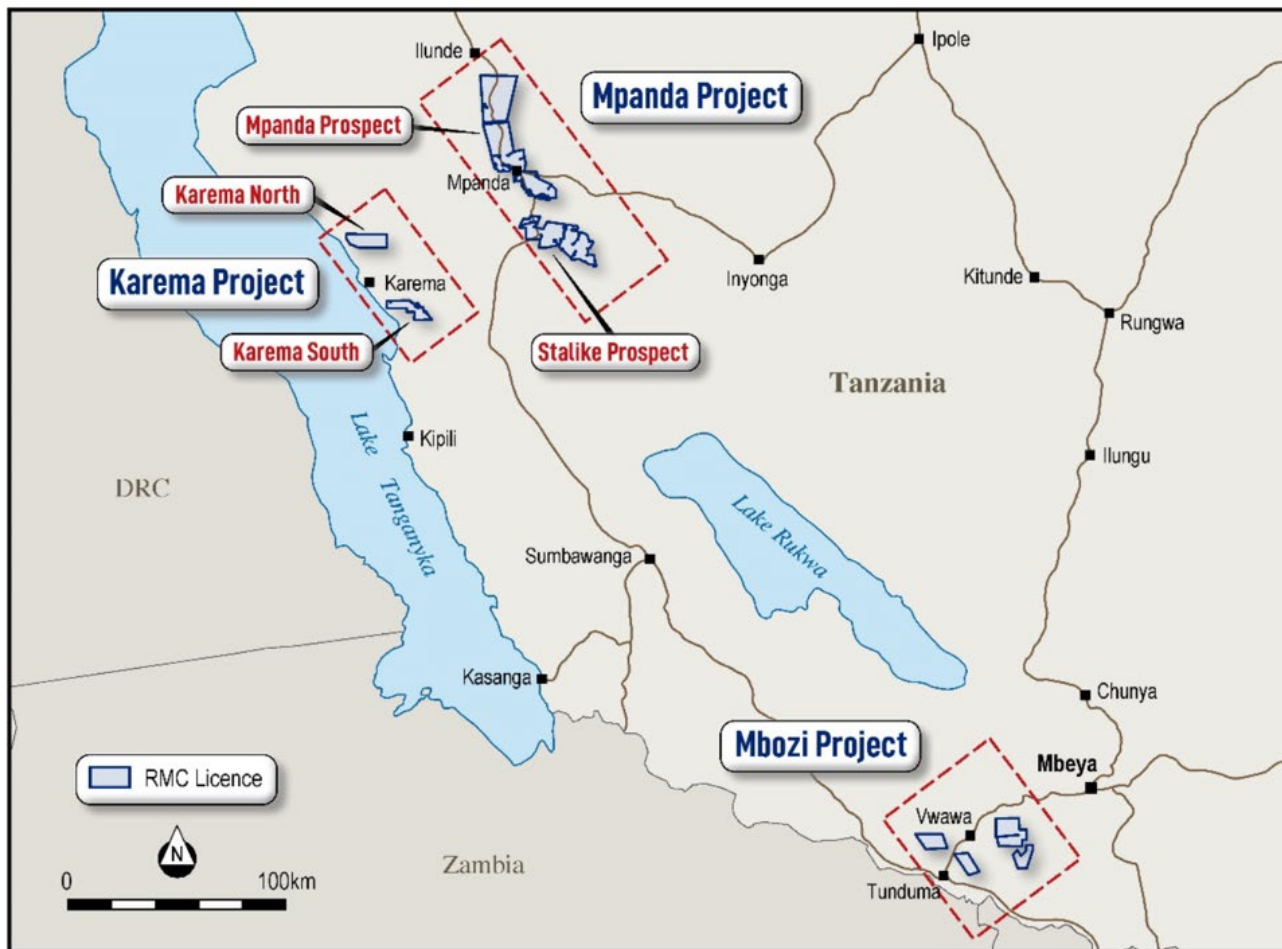 Ilunde
Ipole
Mpanda Project
Mpanda Prospect
Mpanda
Karema North
Karema Project
Karema
Karema South
Stalike Prospect
Inyonga
Kitunde
Rungwa
Tanzania
Lake Tanganyika
Kipili
Ilungu
DRC
Lake Rukwa
Sumbawanga
Kasanga
Chunya
Mbozi Project
Mbeya
RMC Licence
Vwawa
N
Zambia
Tunduma
0 100km